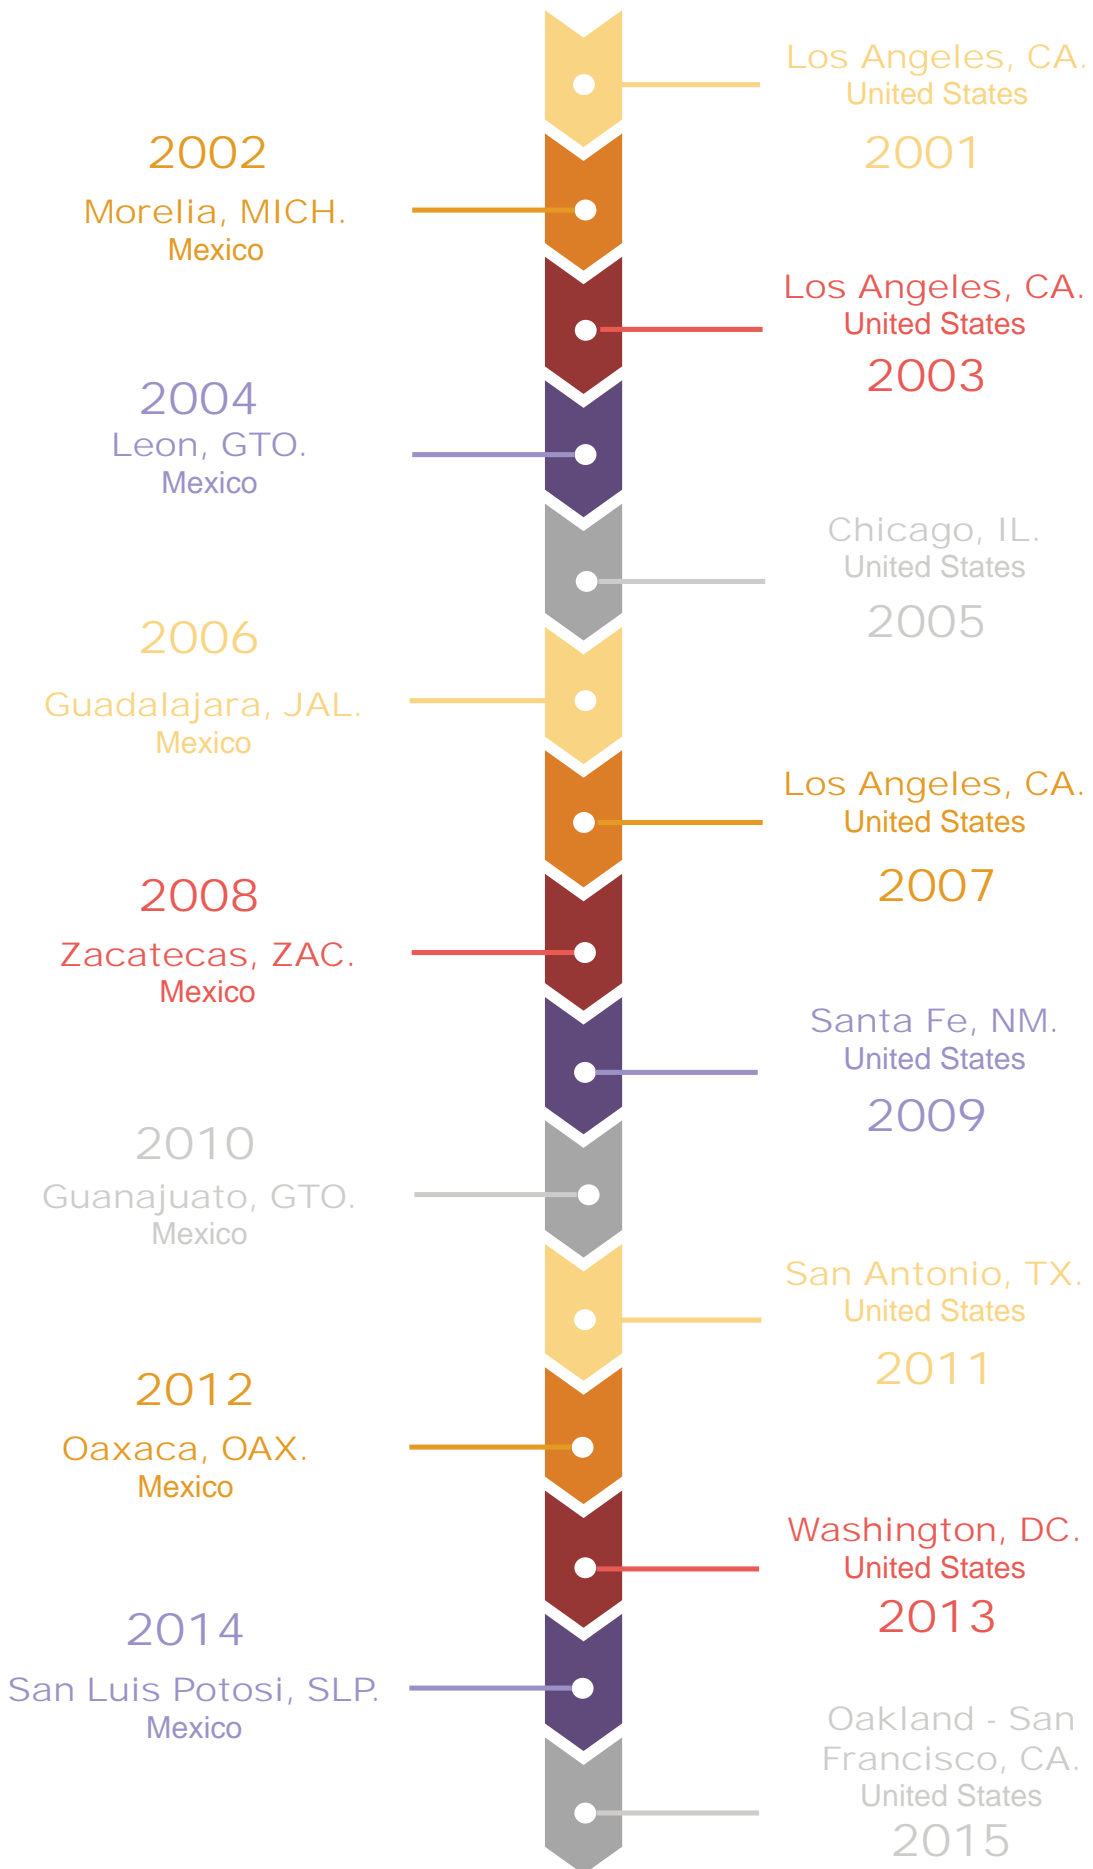 Los Angeles, CA.
United States
2001
2002
Morelia, MICH.
Mexico
Los Angeles, CA.
United States
2003
2004
Leon, GTO.
Mexico
Chicago, IL.
United States
2005
2006
Guadalajara, JAL.
Mexico
Los Angeles, CA.
United States
2007
2008
Zacatecas, ZAC.
Mexico
Santa Fe, NM.
United States
2009
2010
Guanajuato, GTO.
Mexico
San Antonio, TX.
United States
2011
2012
Oaxaca, OAX.
Mexico
Washington, DC.
United States
2013
2014
San Luis Potosi, SLP.
Mexico
Oakland - San
Francisco, CA.
United States
2015